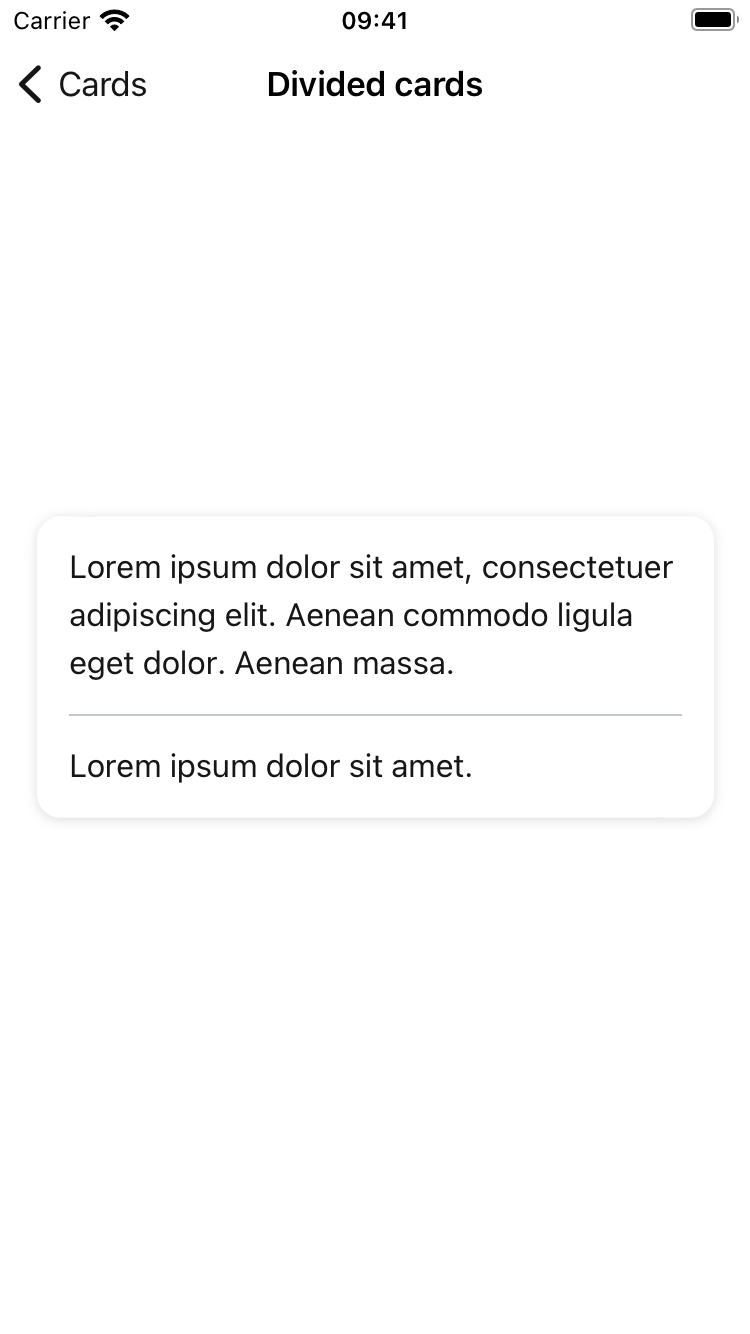 Carrier 09:41
Cards Divided cards
Lorem ipsum dolor sit amet, consectetuer
adipiscing elit. Aenean commodo ligula
eget dolor. Aenean massa.
Lorem ipsum dolor sit amet.